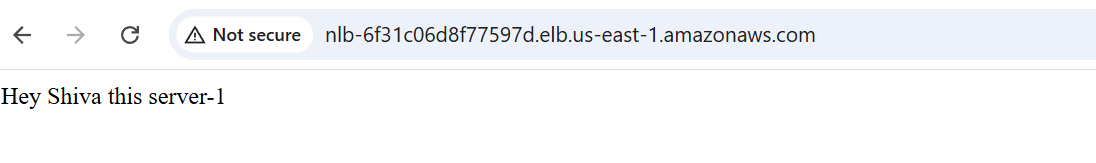 Not secure nlb-6f31c06d8f77597d.elb.us-east-1.amazonaws.com
Hey Shiva this server-1